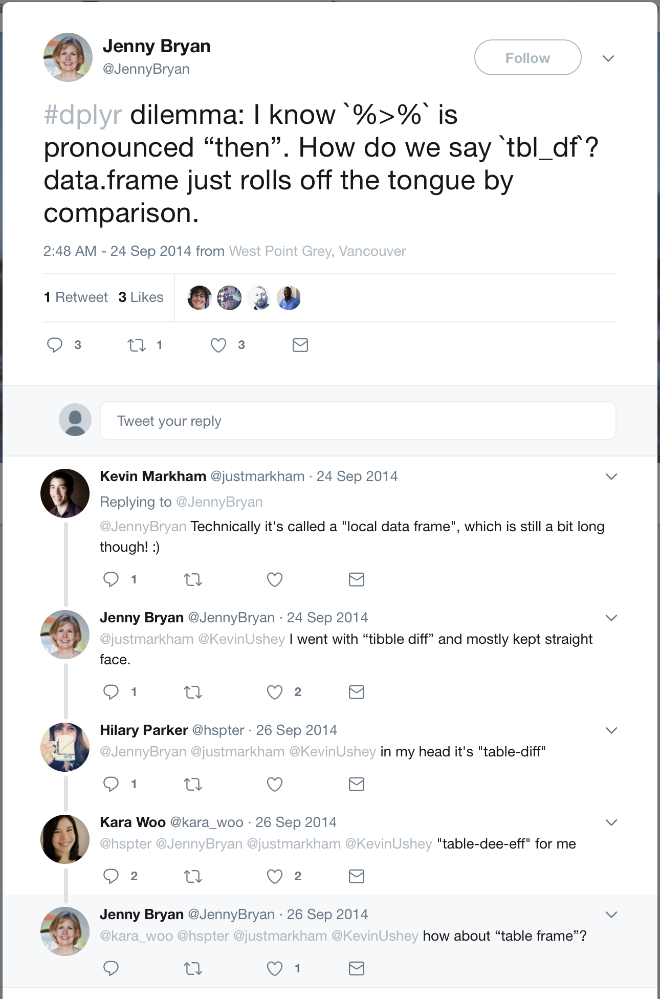 Jenny Bryan
@JennyBryan
Follow
#dplyr dilemma: I know `%>%` is
pronounced “then”. How do we say `tbl_df`?
data.frame just rolls off the tongue by
comparison.
2:48 AM - 24 Sep 2014 from West Point Grey, Vancouver
1 Retweet 3 Likes
3 1 3
Tweet your reply
Kevin Markham @justmarkham · 24 Sep 2014
Replying to @JennyBryan
@JennyBryan Technically it's called a "local data frame", which is still a bit long
though! :)
1
Jenny Bryan @JennyBryan · 24 Sep 2014
@justmarkham @KevinUshey I went with “tibble diff” and mostly kept straight
face.
1 2
Hilary Parker @hspter · 26 Sep 2014
@JennyBryan @justmarkham @KevinUshey in my head it's "table-diff"
1
Kara Woo @kara_woo · 26 Sep 2014
@hspter @JennyBryan @justmarkham @KevinUshey "table-dee-eff" for me
2 2
Jenny Bryan @JennyBryan · 26 Sep 2014
@kara_woo @hspter @justmarkham @KevinUshey how about “table frame”?
1